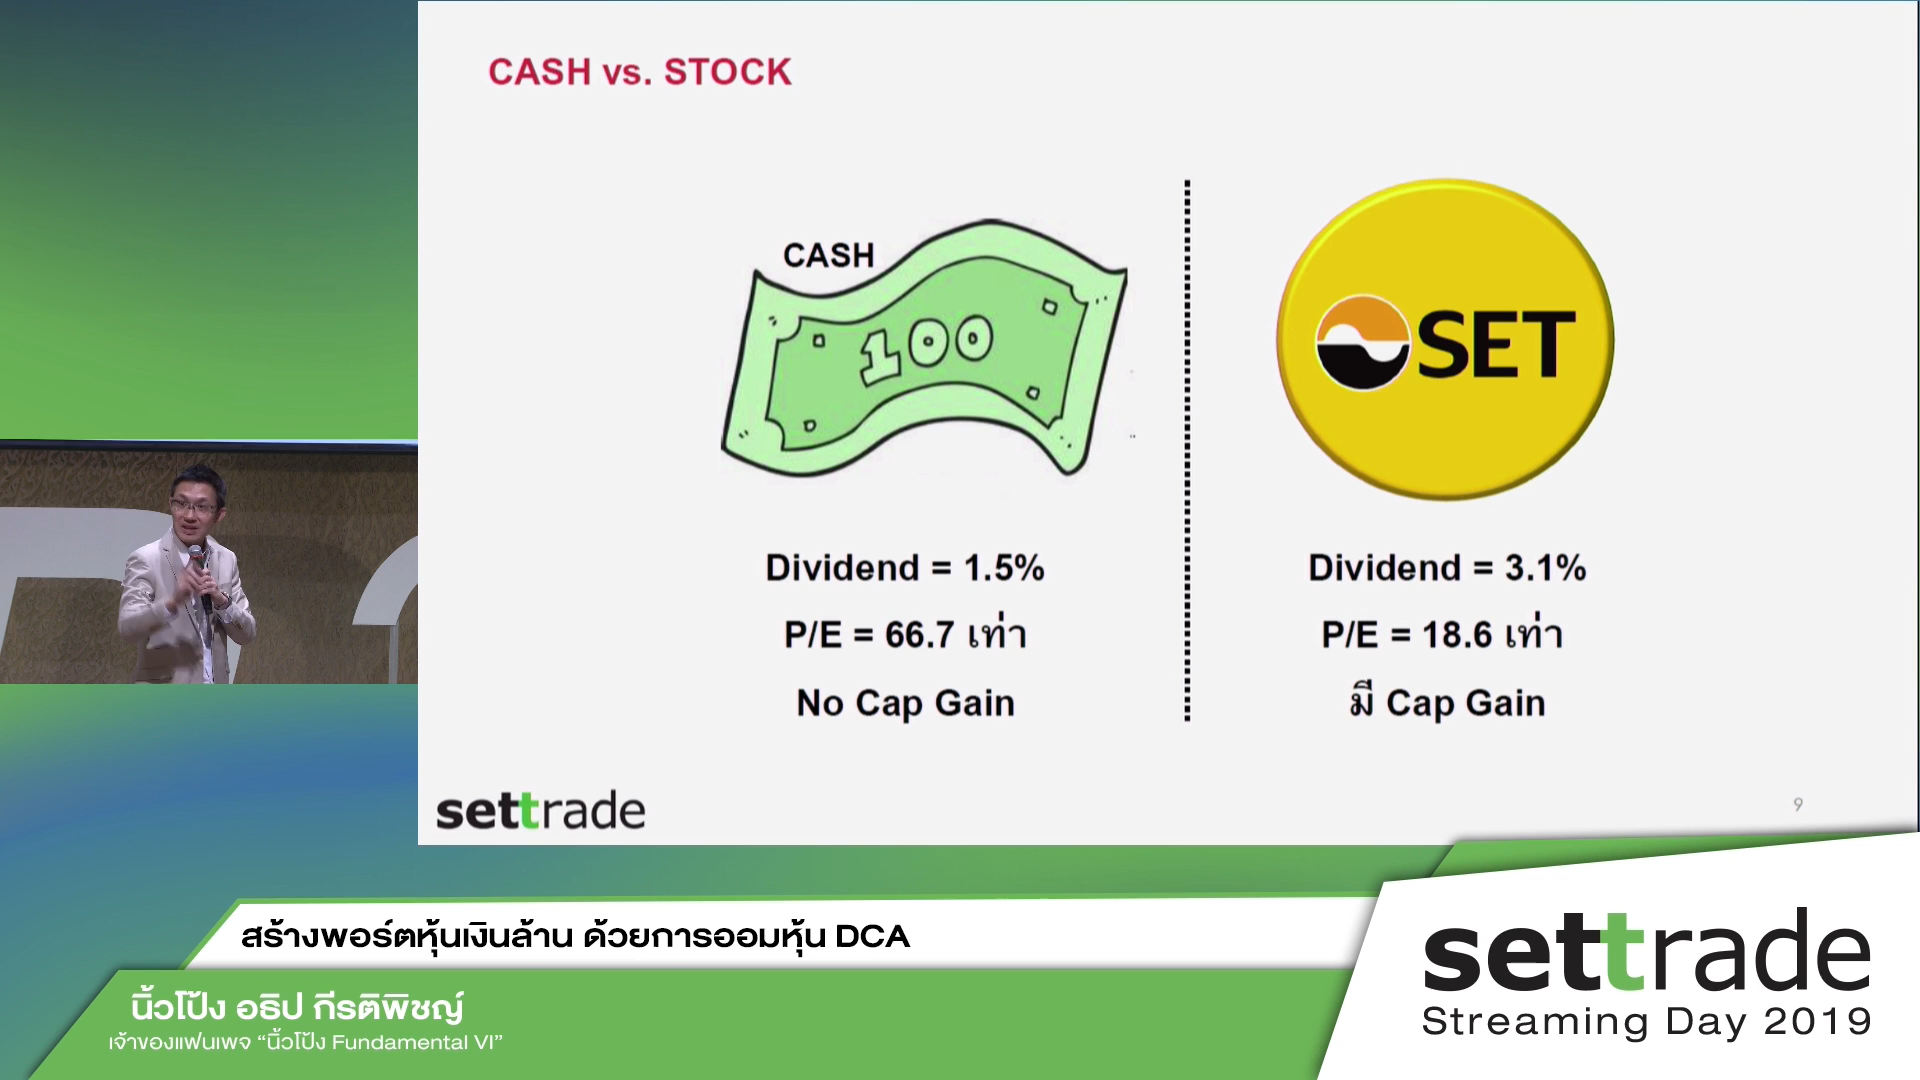 CASH vs. STOCK
CASH
100
SET
Dividend = 1.5%
P/E = 66.7 เท่า
No Cap Gain
Dividend = 3.1%
P/E = 18.6 เท่า
มี Cap Gain
settrade
9
สร้างพอร์ตหุ้นเงินล้าน ด้วยการออมหุ้น DCA
นิ้วโป้ง อธิป กีรติพิชญ์
เจ้าของแฟนเพจ “นิ้วโป้ง Fundamental VI”
settrade
Streaming Day 2019